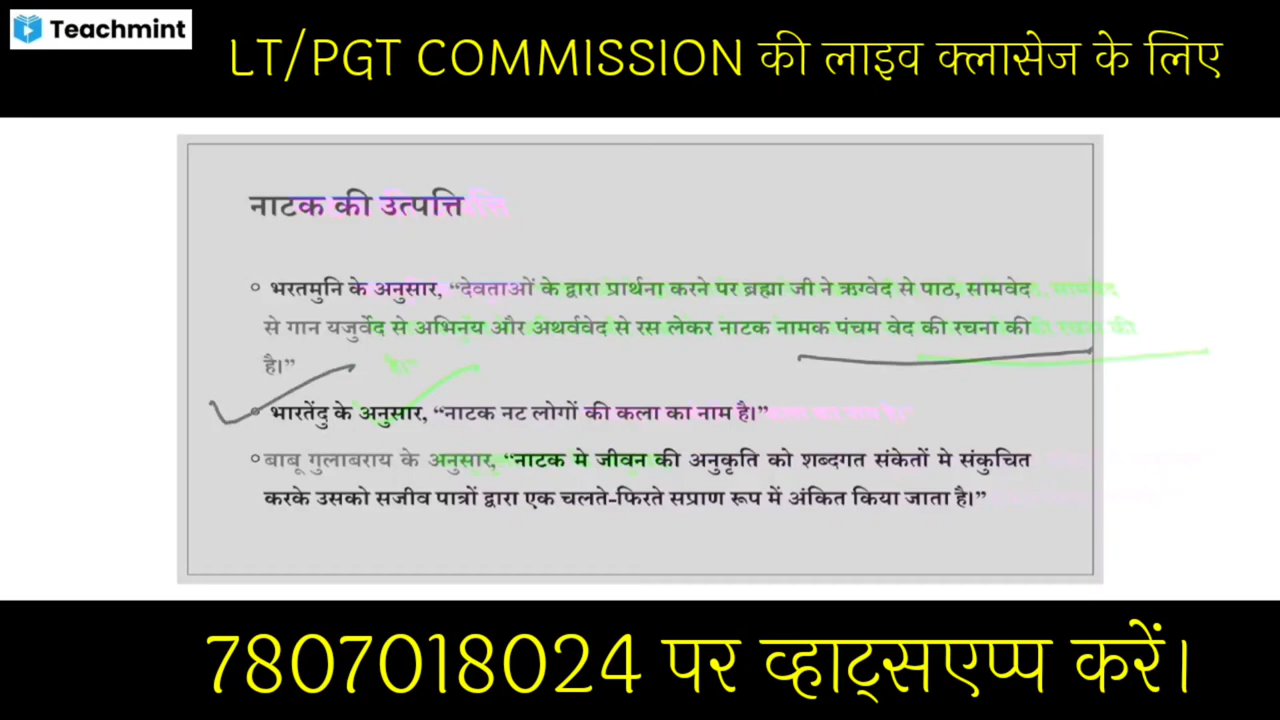 Teachmint
LT/PGT COMMISSION की लाइव क्लासेज के लिए
नाटक की उत्पत्ति
भरतमुनि के अनुसार, “देवताओं के द्वारा प्रार्थना करने पर ब्रह्मा जी ने ऋग्वेद से पाठ, सामवेद
से गान यजुर्वेद से अभिनय और अथर्ववेद से रस लेकर नाटक नामक पंचम वेद की रचना की
है।”
भारतेंदु के अनुसार, “नाटक नट लोगों की कला का नाम है।”
बाबू गुलाबराय के अनुसार, “नाटक मे जीवन की अनुकृति को शब्दगत संकेतों मे संकुचित
करके उसको सजीव पात्रों द्वारा एक चलते-फिरते सप्राण रूप में अंकित किया जाता है।”
7807018024 पर व्हाट्सएप्प करें।